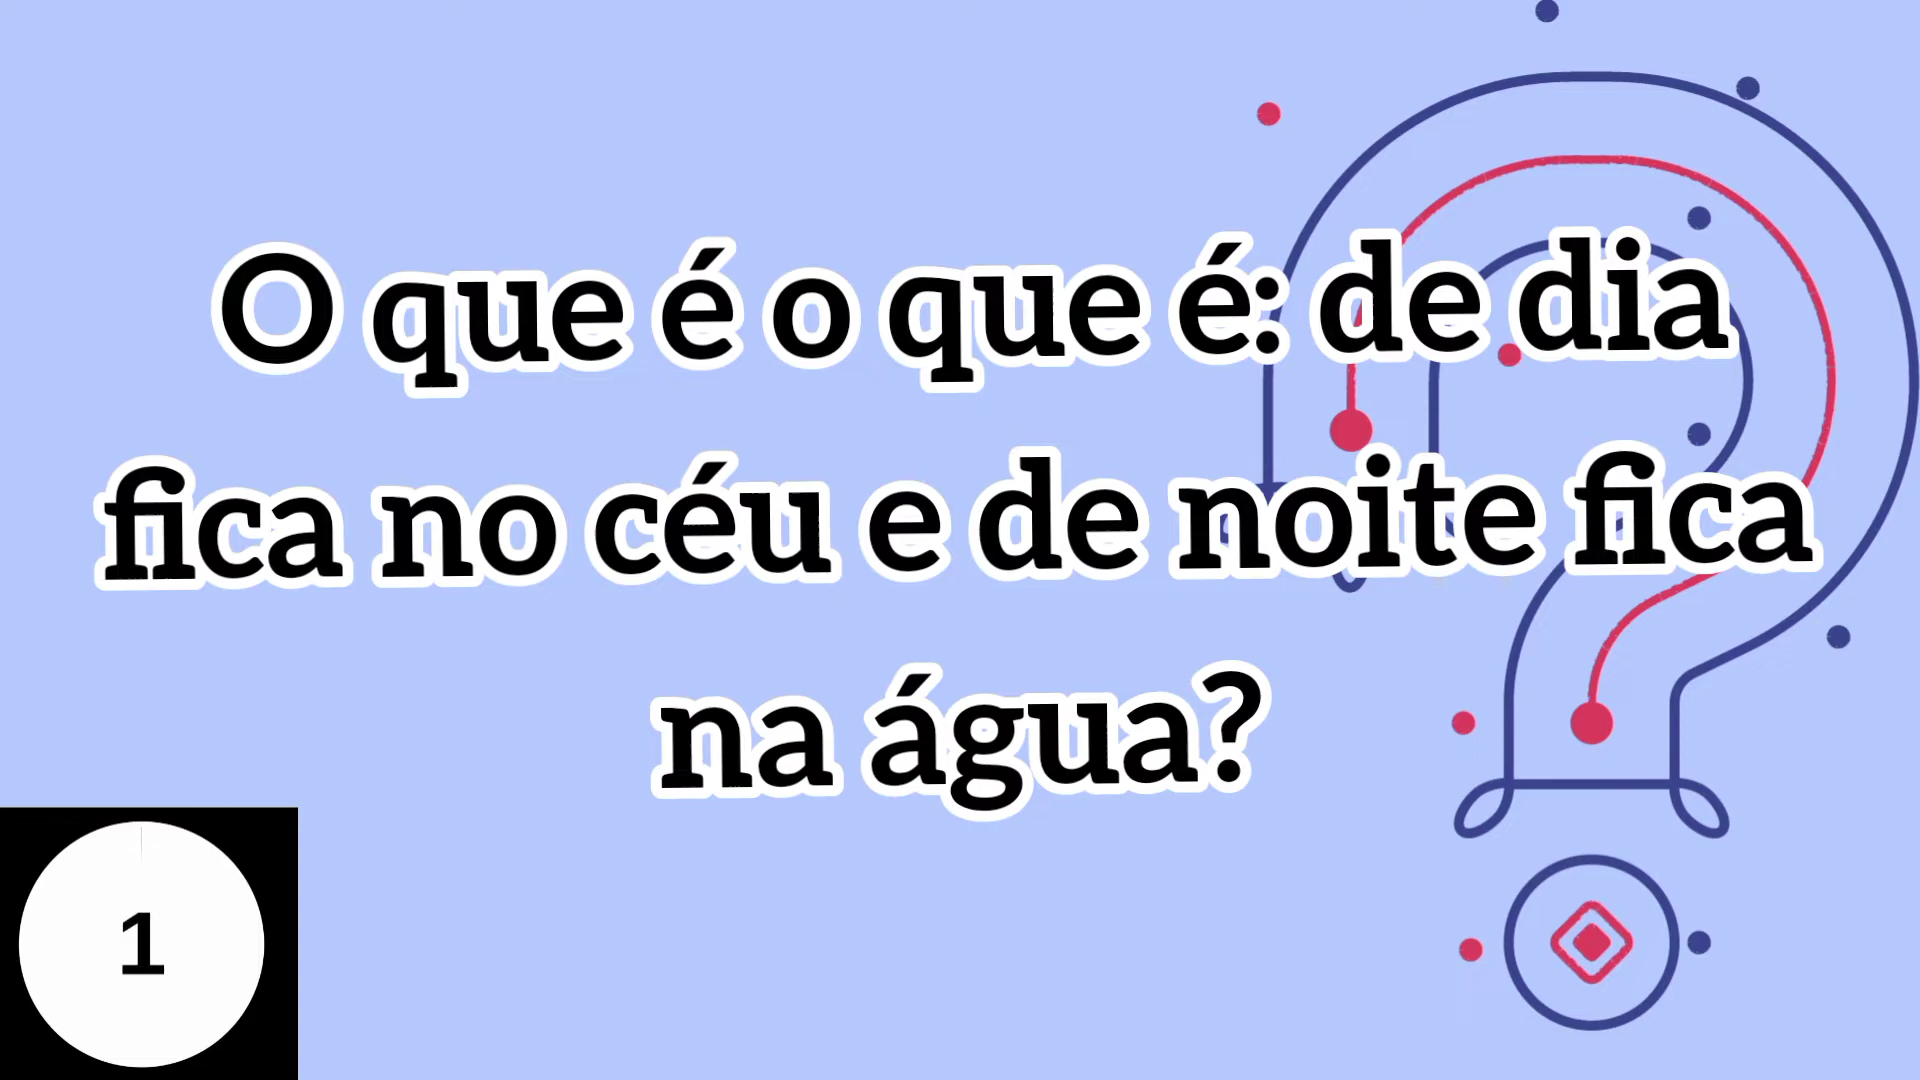 O que é o que é: de dia
fica no céu e de noite fica
na água?
1